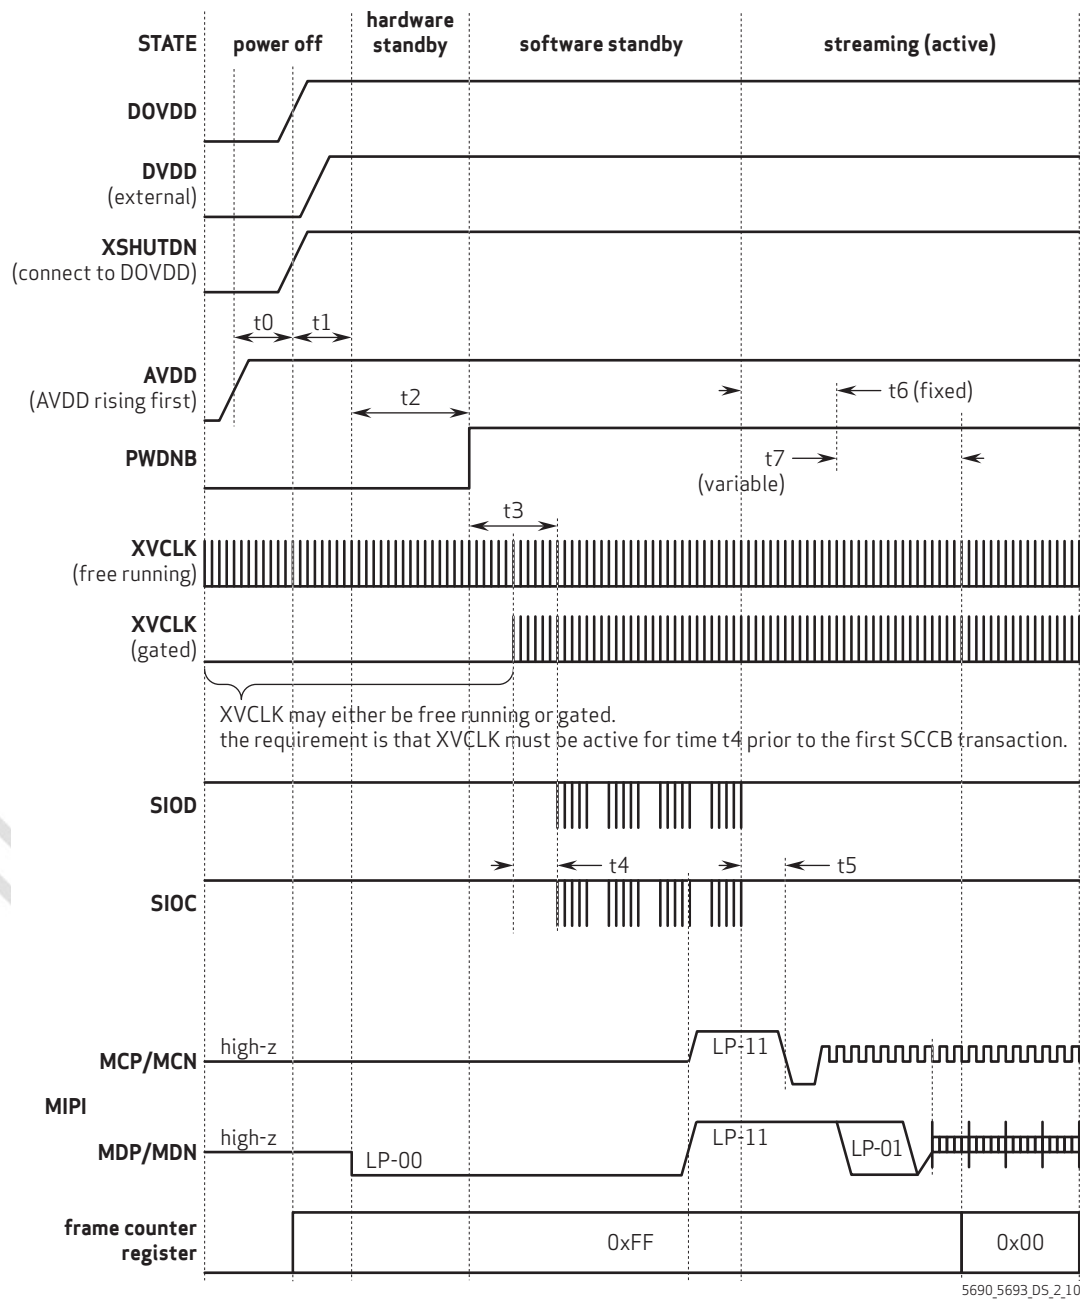 STATE power off hardware standby software standby streaming (active)
DOVDD
DVDD
(external)
XSHUTDN
(connect to DOVDD)
t0 t1
AVDD
(AVDD rising first)
t2
t6 (fixed)
PWDNB
t7
(variable)
t3
XVCLK
(free running)
XVCLK
(gated)
XVCLK may either be free running or gated.
the requirement is that XVCLK must be active for time t4 prior to the first SCCB transaction.
SIOD
t4 t5
SIOC
high-z LP-11
MCP/MCN
MIPI
high-z LP-11
MDP/MDN LP-00 LP-01
frame counter
register
0xFF 0x00
5690_5693_DS_2_10